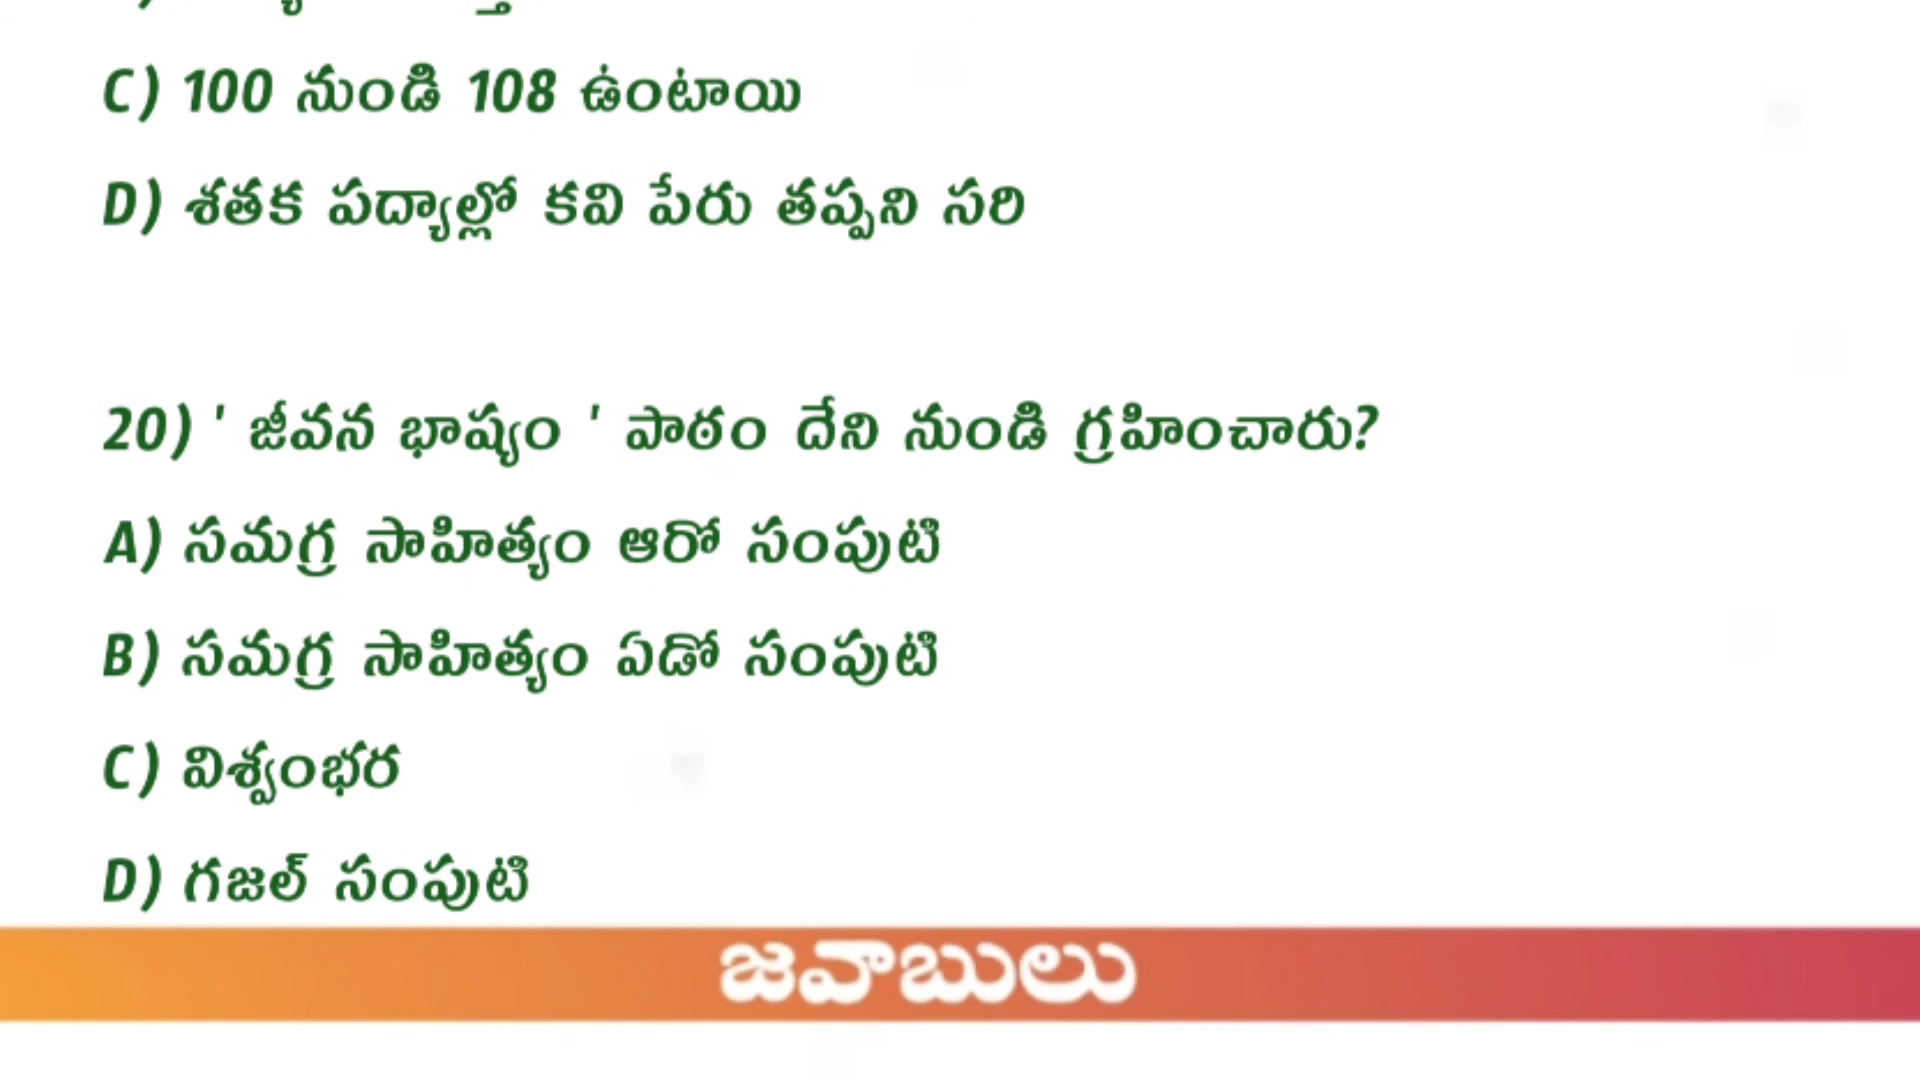 C) 100 నుండి 108 ఉంటాయి
D) శతక పద్యాల్లో కవి పేరు తప్పని సరి
20) ' జీవన భాష్యం ' పాఠం దేని నుండి గ్రహించారు?
A) సమగ్ర సాహిత్యం ఆరో సంపుటి
B) సమగ్ర సాహిత్యం ఏడో సంపుటి
C) విశ్వంభర
D) గజల్ సంపుటి
జవాబులు